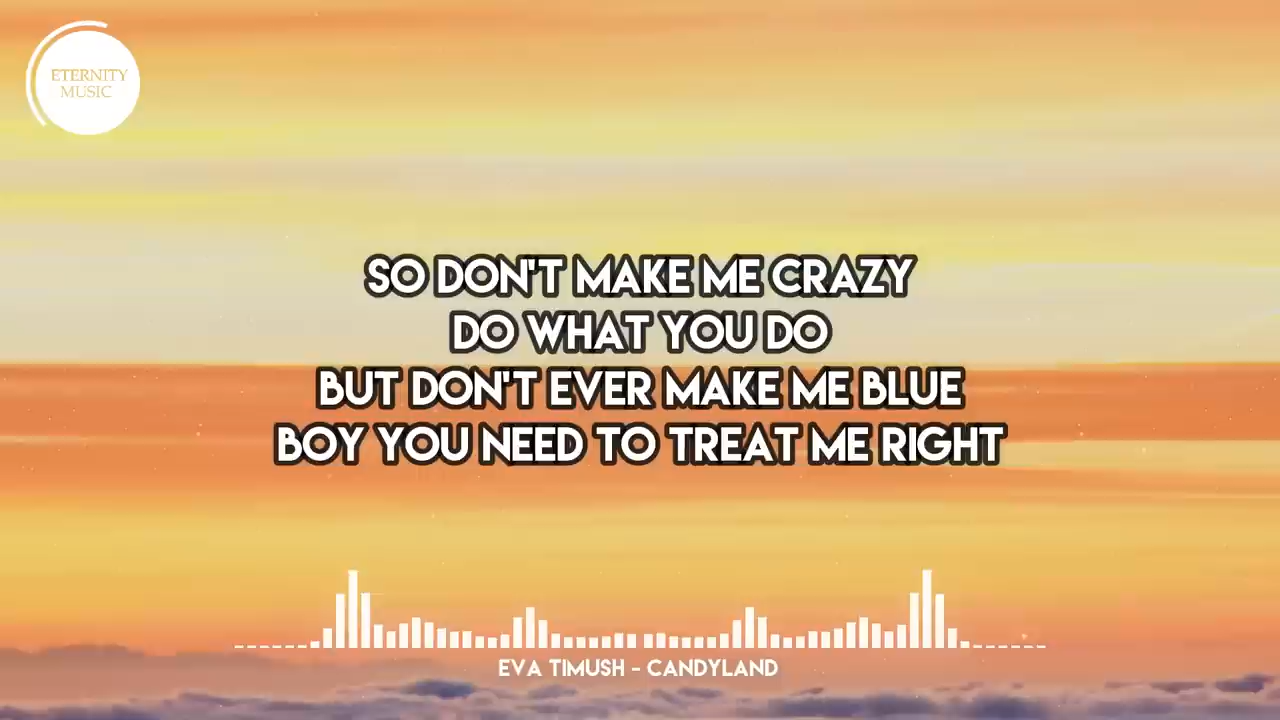 ETERNITY
MUSIC
SO DON'T MAKE ME CRAZY
DO WHAT YOU DO
BUT DON'T EVER MAKE ME BLUE
BOY YOU NEED TO TREAT ME RIGHT
EVA TIMUSH - CANDYLAND